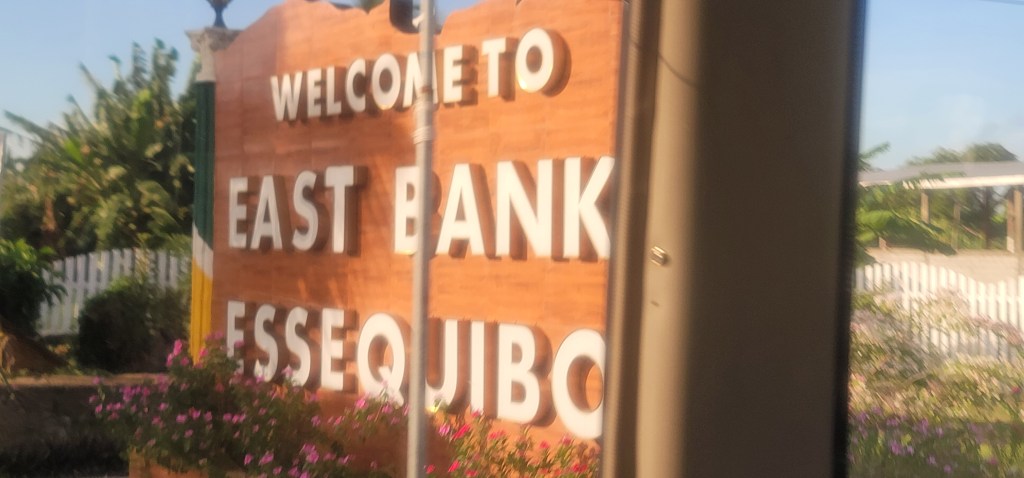 WELCOME TO
EAST BANK
ESSEQUIBO